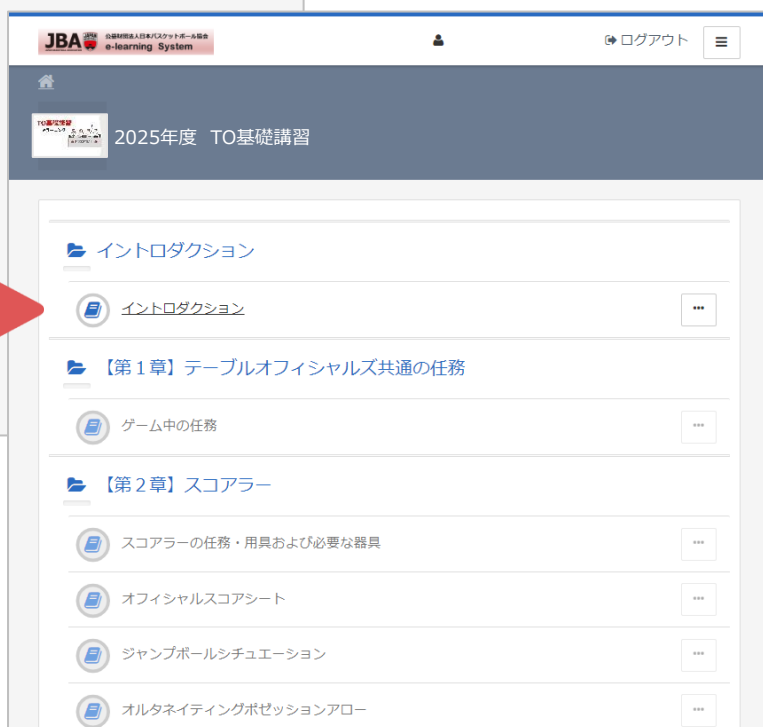 JBA 公益財団法人日本バスケットボール協会
e-learning System
ログアウト
TO基礎講習
2025年度 TO基礎講習
イントロダクション
イントロダクション
【第1章】テーブルオフィシャルズ共通の任務
ゲーム中の任務
【第2章】スコアラー
スコアラーの任務・用具および必要な器具
オフィシャルスコアシート
ジャンプボールシチュエーション
オルタネイティングポゼッションアロー